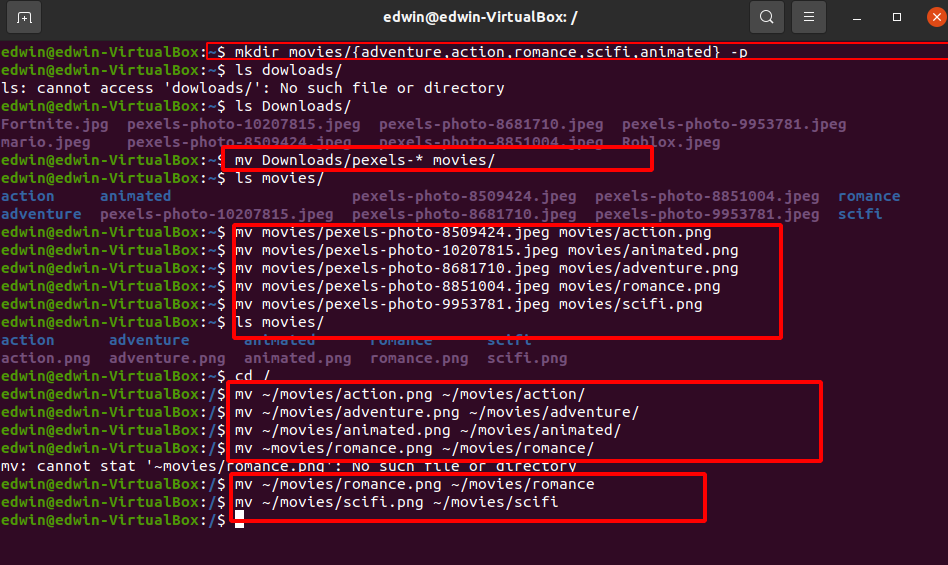 edwin@edwin-VirtualBox: /
edwin@edwin-VirtualBox:~$ mkdir movies/{adventure,action,romance,scifi,animated} -p
edwin@edwin-VirtualBox:~$ ls dowloads/
ls: cannot access 'dowloads/': No such file or directory
edwin@edwin-VirtualBox:~$ ls Downloads/
Fortnite.jpg pexels-photo-10207815.jpeg pexels-photo-8681710.jpeg pexels-photo-9953781.jpeg
mario.jpeg pexels-photo-8509424.jpeg pexels-photo-8851004.jpeg Roblox.jpeg
edwin@edwin-VirtualBox:~$ mv Downloads/pexels-* movies/
edwin@edwin-VirtualBox:~$ ls movies/
action animated pexels-photo-8509424.jpeg pexels-photo-8851004.jpeg romance
adventure pexels-photo-10207815.jpeg pexels-photo-8681710.jpeg pexels-photo-9953781.jpeg scifi
edwin@edwin-VirtualBox:~$ mv movies/pexels-photo-8509424.jpeg movies/action.png
edwin@edwin-VirtualBox:~$ mv movies/pexels-photo-10207815.jpeg movies/animated.png
edwin@edwin-VirtualBox:~$ mv movies/pexels-photo-8681710.jpeg movies/adventure.png
edwin@edwin-VirtualBox:~$ mv movies/pexels-photo-8851004.jpeg movies/romance.png
edwin@edwin-VirtualBox:~$ mv movies/pexels-photo-9953781.jpeg movies/scifi.png
edwin@edwin-VirtualBox:~$ ls movies/
action adventure animated romance scifi
action.png adventure.png animated.png romance.png scifi.png
edwin@edwin-VirtualBox:~$ cd /
edwin@edwin-VirtualBox:/$ mv ~/movies/action.png ~/movies/action/
edwin@edwin-VirtualBox:/$ mv ~/movies/adventure.png ~/movies/adventure/
edwin@edwin-VirtualBox:/$ mv ~/movies/animated.png ~/movies/animated/
edwin@edwin-VirtualBox:/$ mv ~movies/romance.png ~/movies/romance/
mv: cannot stat '~movies/romance.png': No such file or directory
edwin@edwin-VirtualBox:/$ mv ~/movies/romance.png ~/movies/romance
edwin@edwin-VirtualBox:/$ mv ~/movies/scifi.png ~/movies/scifi
edwin@edwin-VirtualBox:/$